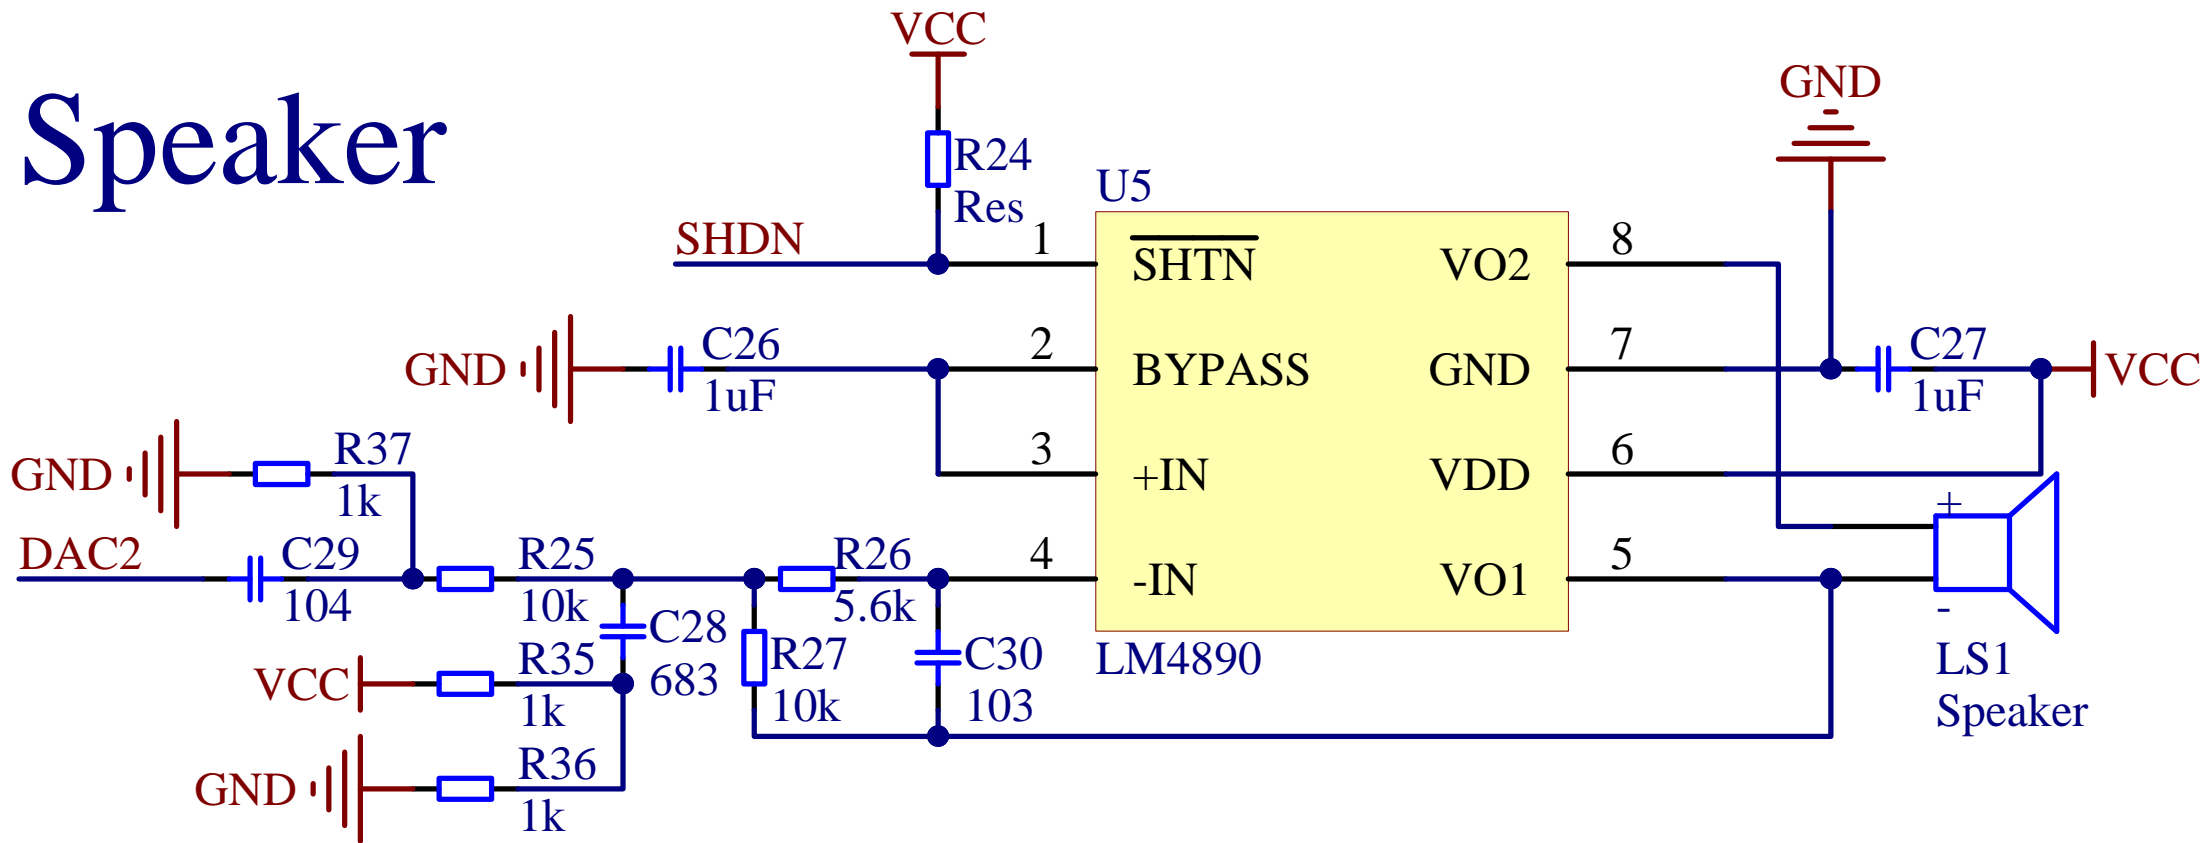 Speaker
VCC
R24
Res
GND
U5
SHDN
1
SHTN
VO2
8
C26
1uF
GND
2
BYPASS
GND
7
C27
1uF
VCC
R37
1k
GND
3
+IN
VDD
6
DAC2
C29
104
R25
10k
R26
5.6k
4
-IN
VO1
5
+
-
C28
683
R27
10k
C30
103
LM4890
LS1
Speaker
VCC
R35
1k
GND
R36
1k